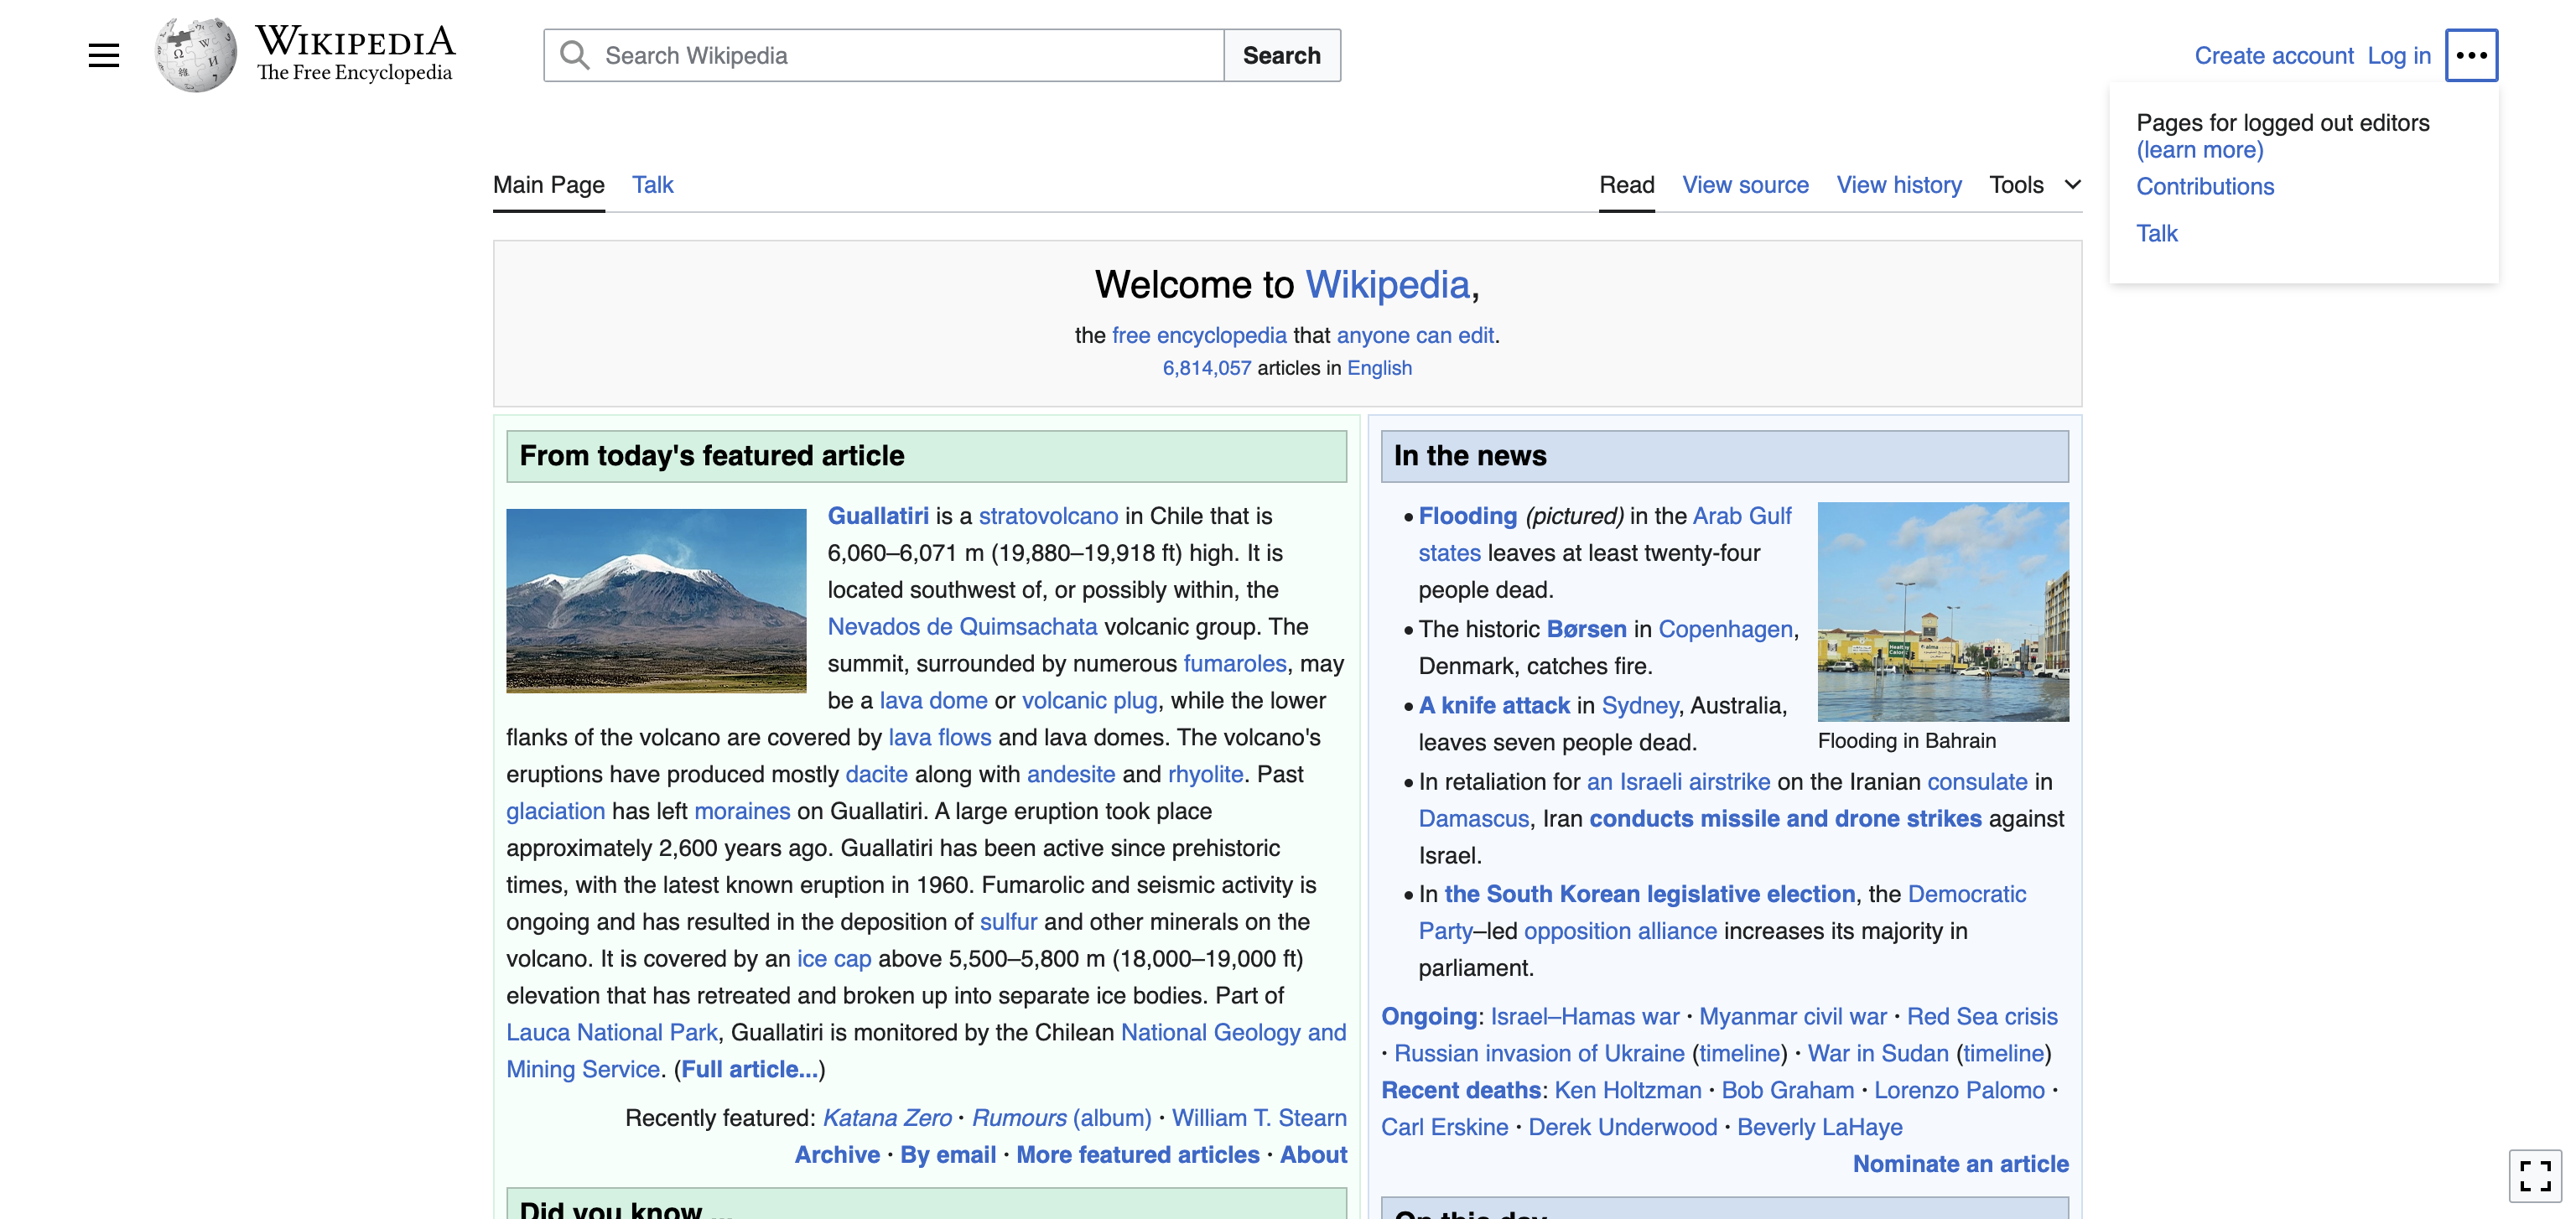 WIKIPEDIA
The Free Encyclopedia
Search Wikipedia
Search
Create account Log in
Pages for logged out editors
(learn more)
Contributions
Talk
Main Page Talk
Read View source View history Tools
Welcome to Wikipedia,
the free encyclopedia that anyone can edit.
6,814,057 articles in English
From today's featured article
Guallatiri is a stratovolcano in Chile that is
6,060–6,071 m (19,880–19,918 ft) high. It is
located southwest of, or possibly within, the
Nevados de Quimsachata volcanic group. The
summit, surrounded by numerous fumaroles, may
be a lava dome or volcanic plug, while the lower
flanks of the volcano are covered by lava flows and lava domes. The volcano's
eruptions have produced mostly dacite along with andesite and rhyolite. Past
glaciation has left moraines on Guallatiri. A large eruption took place
approximately 2,600 years ago. Guallatiri has been active since prehistoric
times, with the latest known eruption in 1960. Fumarolic and seismic activity is
ongoing and has resulted in the deposition of sulfur and other minerals on the
volcano. It is covered by an ice cap above 5,500–5,800 m (18,000–19,000 ft)
elevation that has retreated and broken up into separate ice bodies. Part of
Lauca National Park, Guallatiri is monitored by the Chilean National Geology and
Mining Service. (Full article...)
Recently featured: Katana Zero · Rumours (album) · William T. Stearn
Archive · By email · More featured articles · About
Did you know ...
In the news
• Flooding (pictured) in the Arab Gulf
states leaves at least twenty-four
people dead.
• The historic Børsen in Copenhagen,
Denmark, catches fire.
• A knife attack in Sydney, Australia,
leaves seven people dead.
Flooding in Bahrain
• In retaliation for an Israeli airstrike on the Iranian consulate in
Damascus, Iran conducts missile and drone strikes against
Israel.
• In the South Korean legislative election, the Democratic
Party–led opposition alliance increases its majority in
parliament.
Ongoing: Israel–Hamas war · Myanmar civil war · Red Sea crisis
· Russian invasion of Ukraine (timeline) · War in Sudan (timeline)
Recent deaths: Ken Holtzman · Bob Graham · Lorenzo Palomo ·
Carl Erskine · Derek Underwood · Beverly LaHaye
Nominate an article
On this day